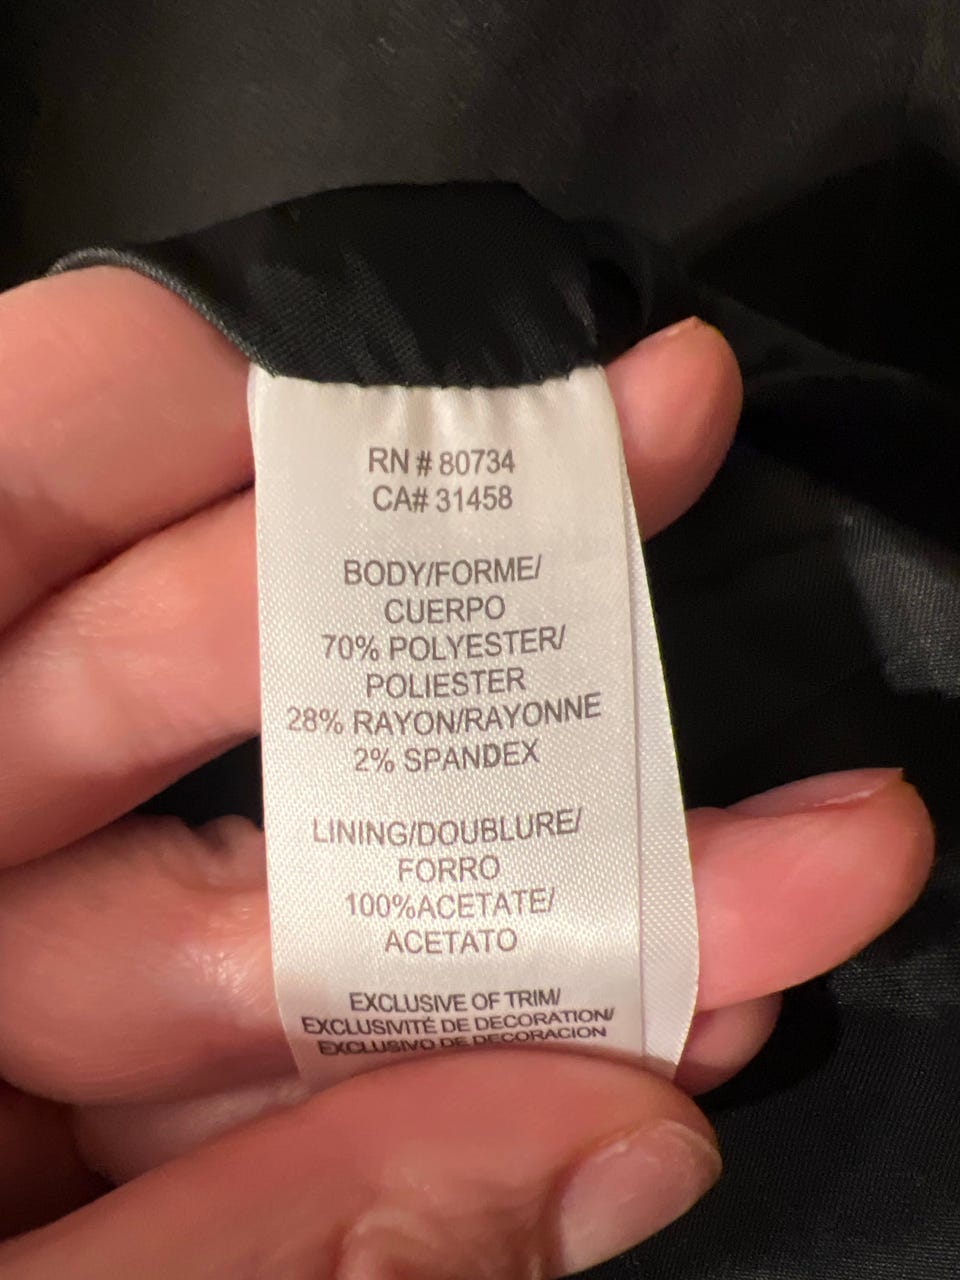 RN # 80734
CA# 31458
BODY/FORME/
CUERPO
70% POLYESTER/
POLIESTER
28% RAYON/RAYONNE
2% SPANDEX
LINING/DOUBLURE/
FORRO
100%ACETATE/
ACETATO
EXCLUSIVE OF TRIM/
EXCLUSIVITÉ DE DECORATION/
EXCLUSIVO DE DECORACION